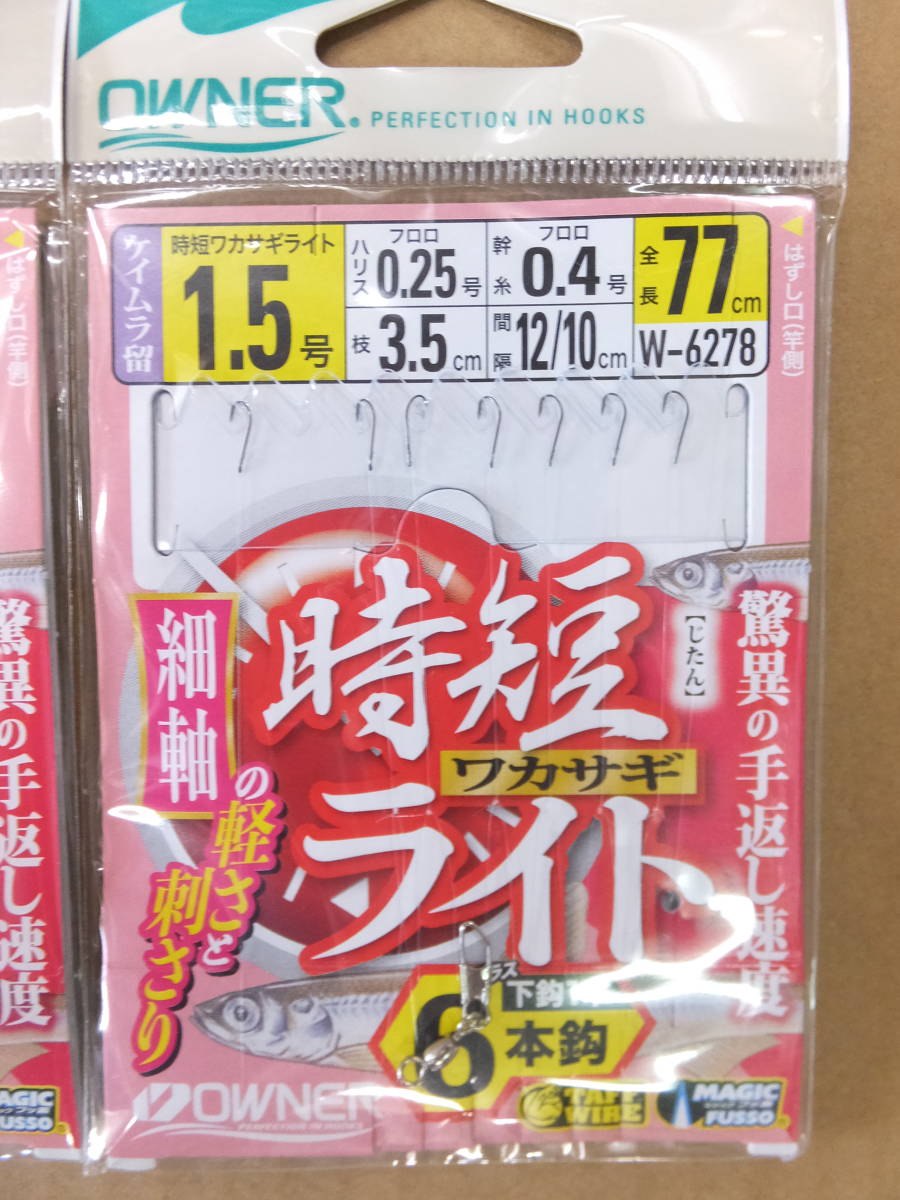 OWNER.
PERFECTION IN HOOKS
ケイムラ留
時短ワカサギライト
1.5号
ハリス
フロロ
0.25号
幹糸
フロロ
0.4号
全長
77cm
枝
3.5cm
間隔
12/10cm
W-6278
はずし口(竿側)
はずし口(竿側)
細軸
の軽さと
刺さり
時短
【じたん】
ワカサギ
ライト
驚異の手返し速度
驚異の手返し速度
下鈎
6本鈎
OWNER
PERFECTION IN HOOKS
TAFF WIRE
MAGIC
FUSSO
AGIC
FUSSO